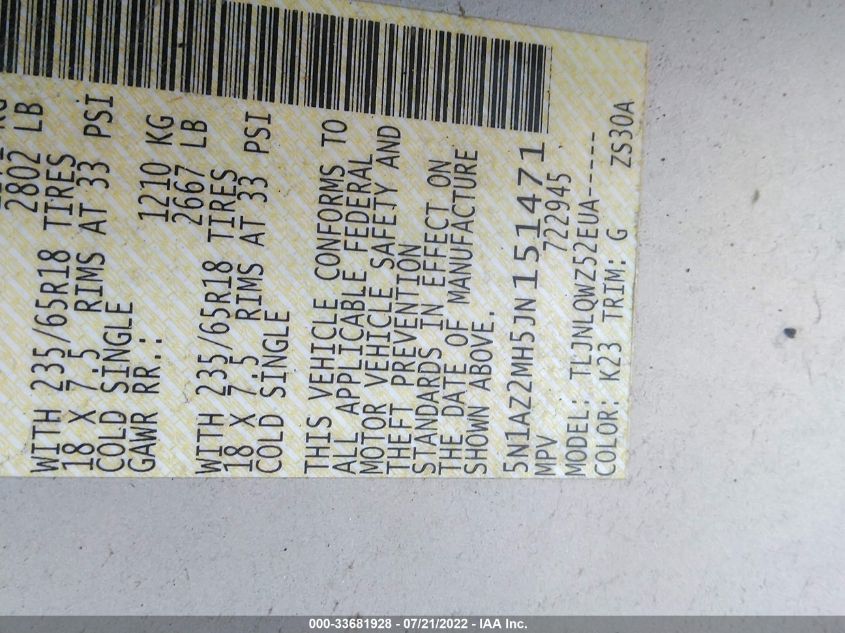 2802 LB
WITH 235/65R18 TIRES
18 X 7.5 RIMS AT 33 PSI
COLD SINGLE
GAWR RR.: 1210 KG
2667 LB
WITH 235/65R18 TIRES
18 X 7.5 RIMS AT 33 PSI
COLD SINGLE
THIS VEHICLE CONFORMS TO
ALL APPLICABLE FEDERAL
MOTOR VEHICLE SAFETY AND
THEFT PREVENTION
STANDARDS IN EFFECT ON
THE DATE OF MANUFACTURE
SHOWN ABOVE.
5N1AZ2MH5JN151471
MPV 722945
MODEL: TLJNLQWZ52EUA-----
COLOR: K23 TRIM: G ZS30A
000-33681928 - 07/21/2022 - IAA Inc.